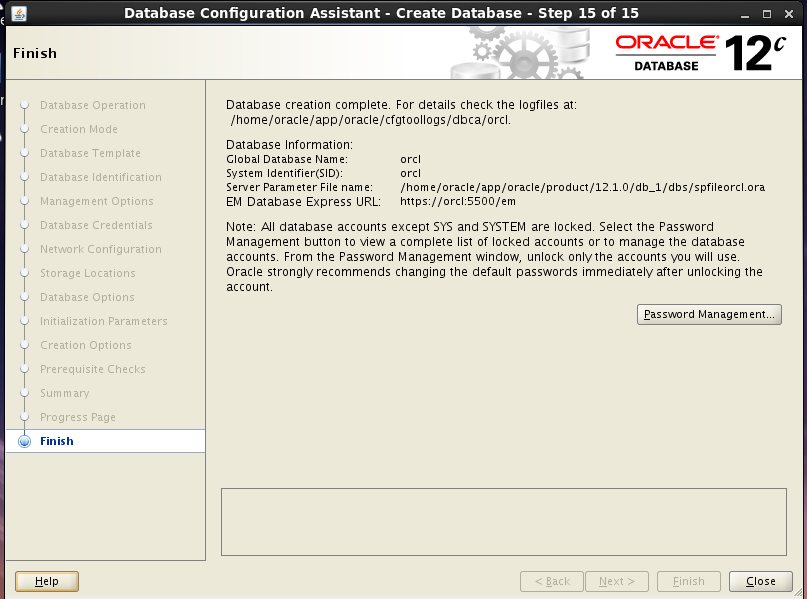 Database Configuration Assistant - Create Database - Step 15 of 15
Finish
ORACLE
DATABASE
12c
Database Operation
Creation Mode
Database Template
Database Identification
Management Options
Database Credentials
Network Configuration
Storage Locations
Database Options
Initialization Parameters
Creation Options
Prerequisite Checks
Summary
Progress Page
Finish
Database creation complete. For details check the logfiles at:
/home/oracle/app/oracle/cfgtoollogs/dbca/orcl.
Database Information:
Global Database Name: orcl
System Identifier(SID): orcl
Server Parameter File name: /home/oracle/app/oracle/product/12.1.0/db_1/dbs/spfileorcl.ora
EM Database Express URL: https://orcl:5500/em
Note: All database accounts except SYS and SYSTEM are locked. Select the Password
Management button to view a complete list of locked accounts or to manage the database
accounts. From the Password Management window, unlock only the accounts you will use.
Oracle strongly recommends changing the default passwords immediately after unlocking the
account.
Password Management...
Help
< Back
Next >
Finish
Close